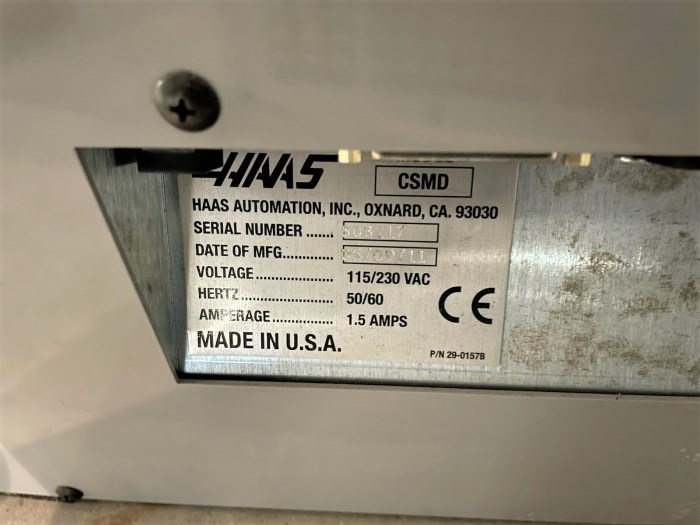 HAAS
CSMD
HAAS AUTOMATION, INC., OXNARD, CA. 93030
SERIAL NUMBER .......
DATE OF MFG............
VOLTAGE.................... 115/230 VAC
HERTZ........................ 50/60
AMPERAGE................ 1.5 AMPS
CE
MADE IN U.S.A.
P/N 29-0157B